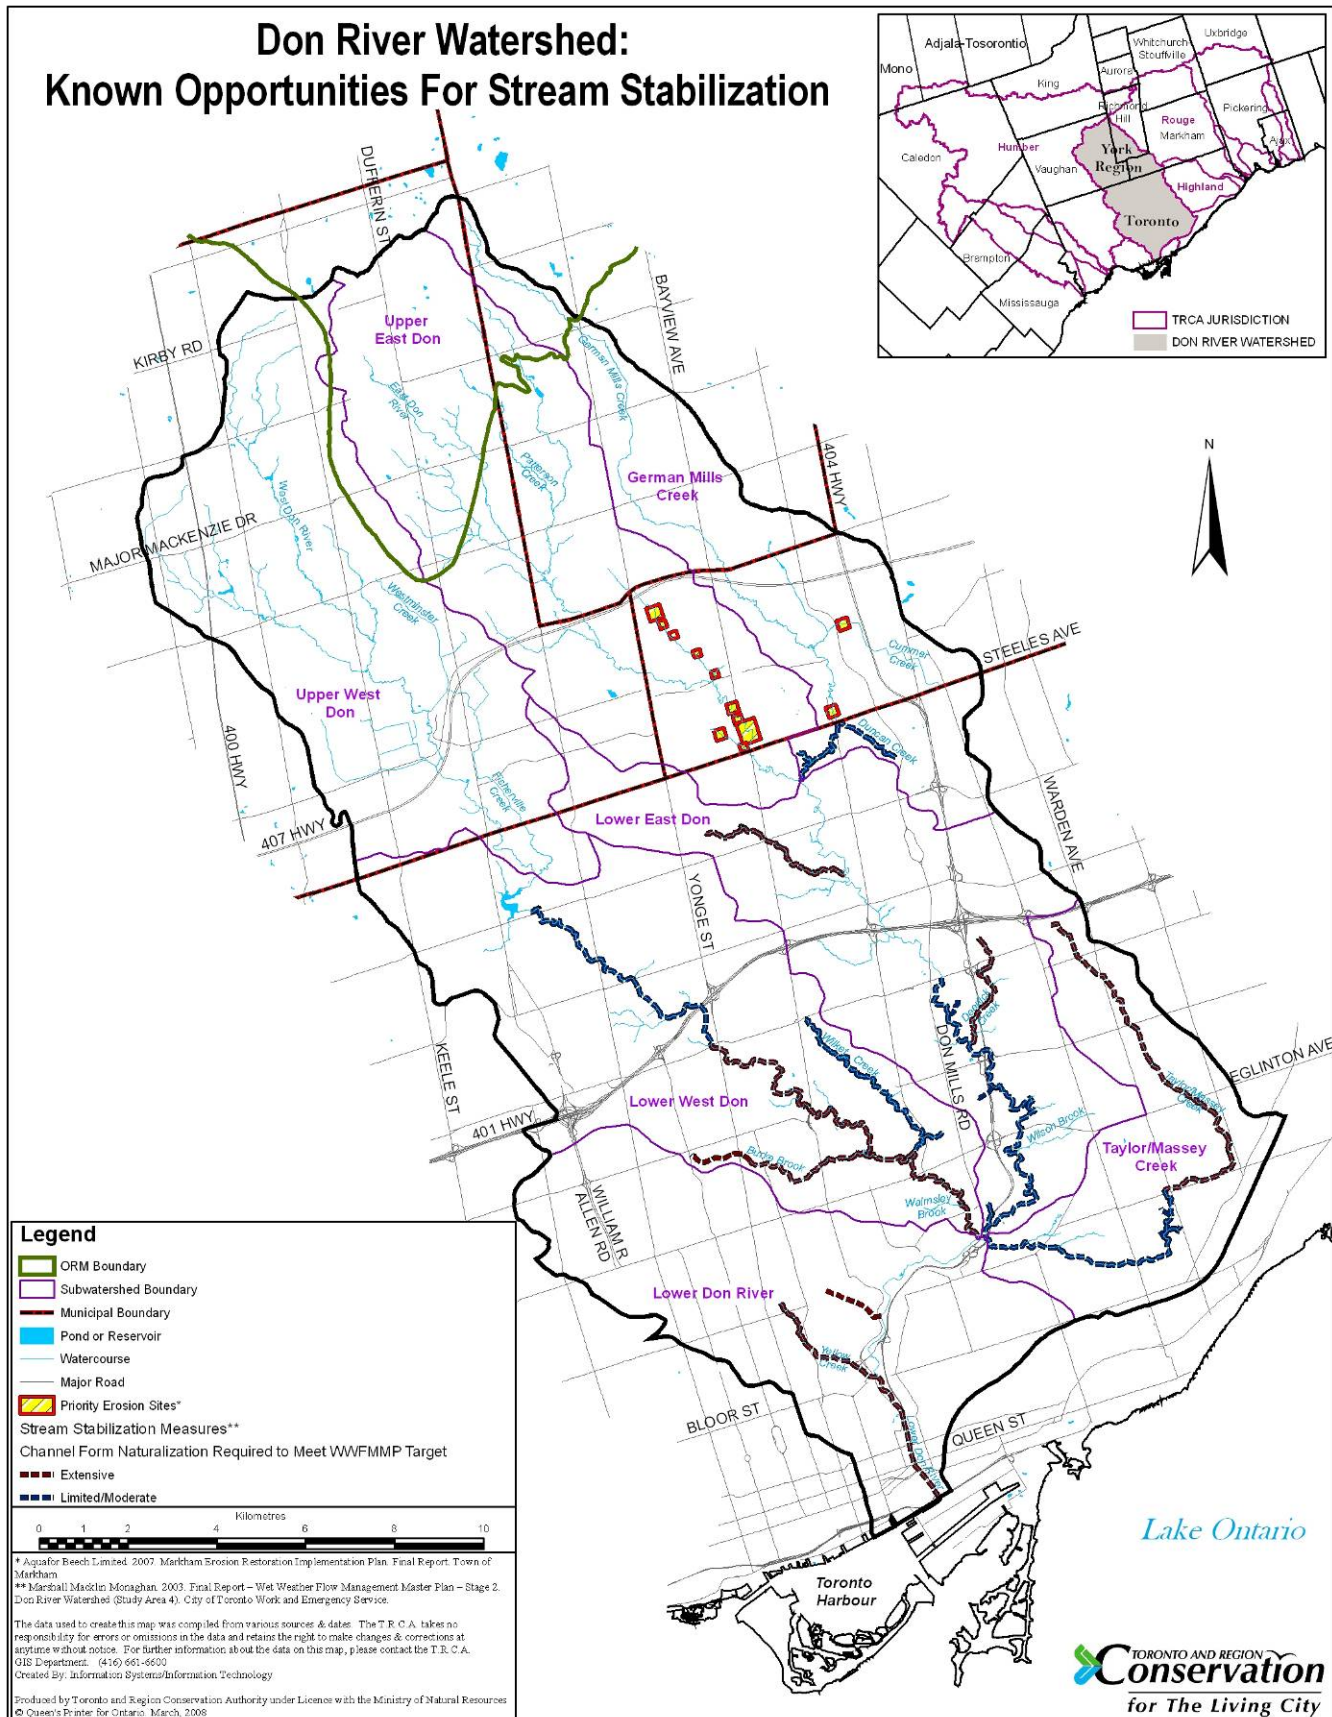 Don River Watershed:
Known Opportunities For Stream Stabilization
Adjala-Tosorontio
Mono
King
Aurora
Whitchurch-
Stouffville
Uxbridge
Richmond
Hill
Pickering
Rouge
Markham
Ajax
Caledon
Humber
Vaughan
York
Region
Highland
Toronto
Brampton
Mississauga
TRCA JURISDICTION
DON RIVER WATERSHED
N
DUFFERIN ST
BAYVIEW AVE
KIRBY RD
Upper
East Don
German Mills Creek
East Don
River
Patterson
Creek
German Mills
Creek
404 HWY
West Don River
MAJOR MACKENZIE DR
Westminster
Creek
Cummer
Creek
STEELES AVE
Upper West
Don
400 HWY
Duncan Creek
Fisherville
Creek
407 HWY
Lower East Don
WARDEN AVE
YONGE ST
KEELE ST
Deerlick
Creek
Wilket Creek
DON MILLS RD
EGLINTON AVE
Taylor/Massey
Creek
401 HWY
Lower West Don
Wilson Brook
Taylor/Massey
Creek
Burke Brook
Walmsley
Brook
WILLIAM R
ALLEN RD
Lower Don River
Yellow
Creek
BLOOR ST
QUEEN ST
Lower Don River
Lake Ontario
Toronto
Harbour
Legend
ORM Boundary
Subwatershed Boundary
Municipal Boundary
Pond or Reservoir
Watercourse
Major Road
Priority Erosion Sites*
Stream Stabilization Measures**
Channel Form Naturalization Required to Meet WWFMMP Target
Extensive
Limited/Moderate
Kilometres
0 1 2 4 6 8 10
* Aquafor Beech Limited. 2007. Markham Erosion Restoration Implementation Plan. Final Report. Town of
Markham
** Marshall Macklin Monaghan. 2003. Final Report – Wet Weather Flow Management Master Plan – Stage 2.
Don River Watershed (Study Area 4). City of Toronto Work and Emergency Service.
The data used to create this map was compiled from various sources & dates. The T.R.C.A. takes no
responsibility for errors or omissions in the data and retains the right to make changes & corrections at
anytime without notice. For further information about the data on this map, please contact the T.R.C.A.
GIS Department. (416) 661-6600
Created By: Information Systems/Information Technology
Produced by Toronto and Region Conservation Authority under Licence with the Ministry of Natural Resources
© Queen's Printer for Ontario. March, 2008
TORONTO AND REGION
Conservation
for The Living City